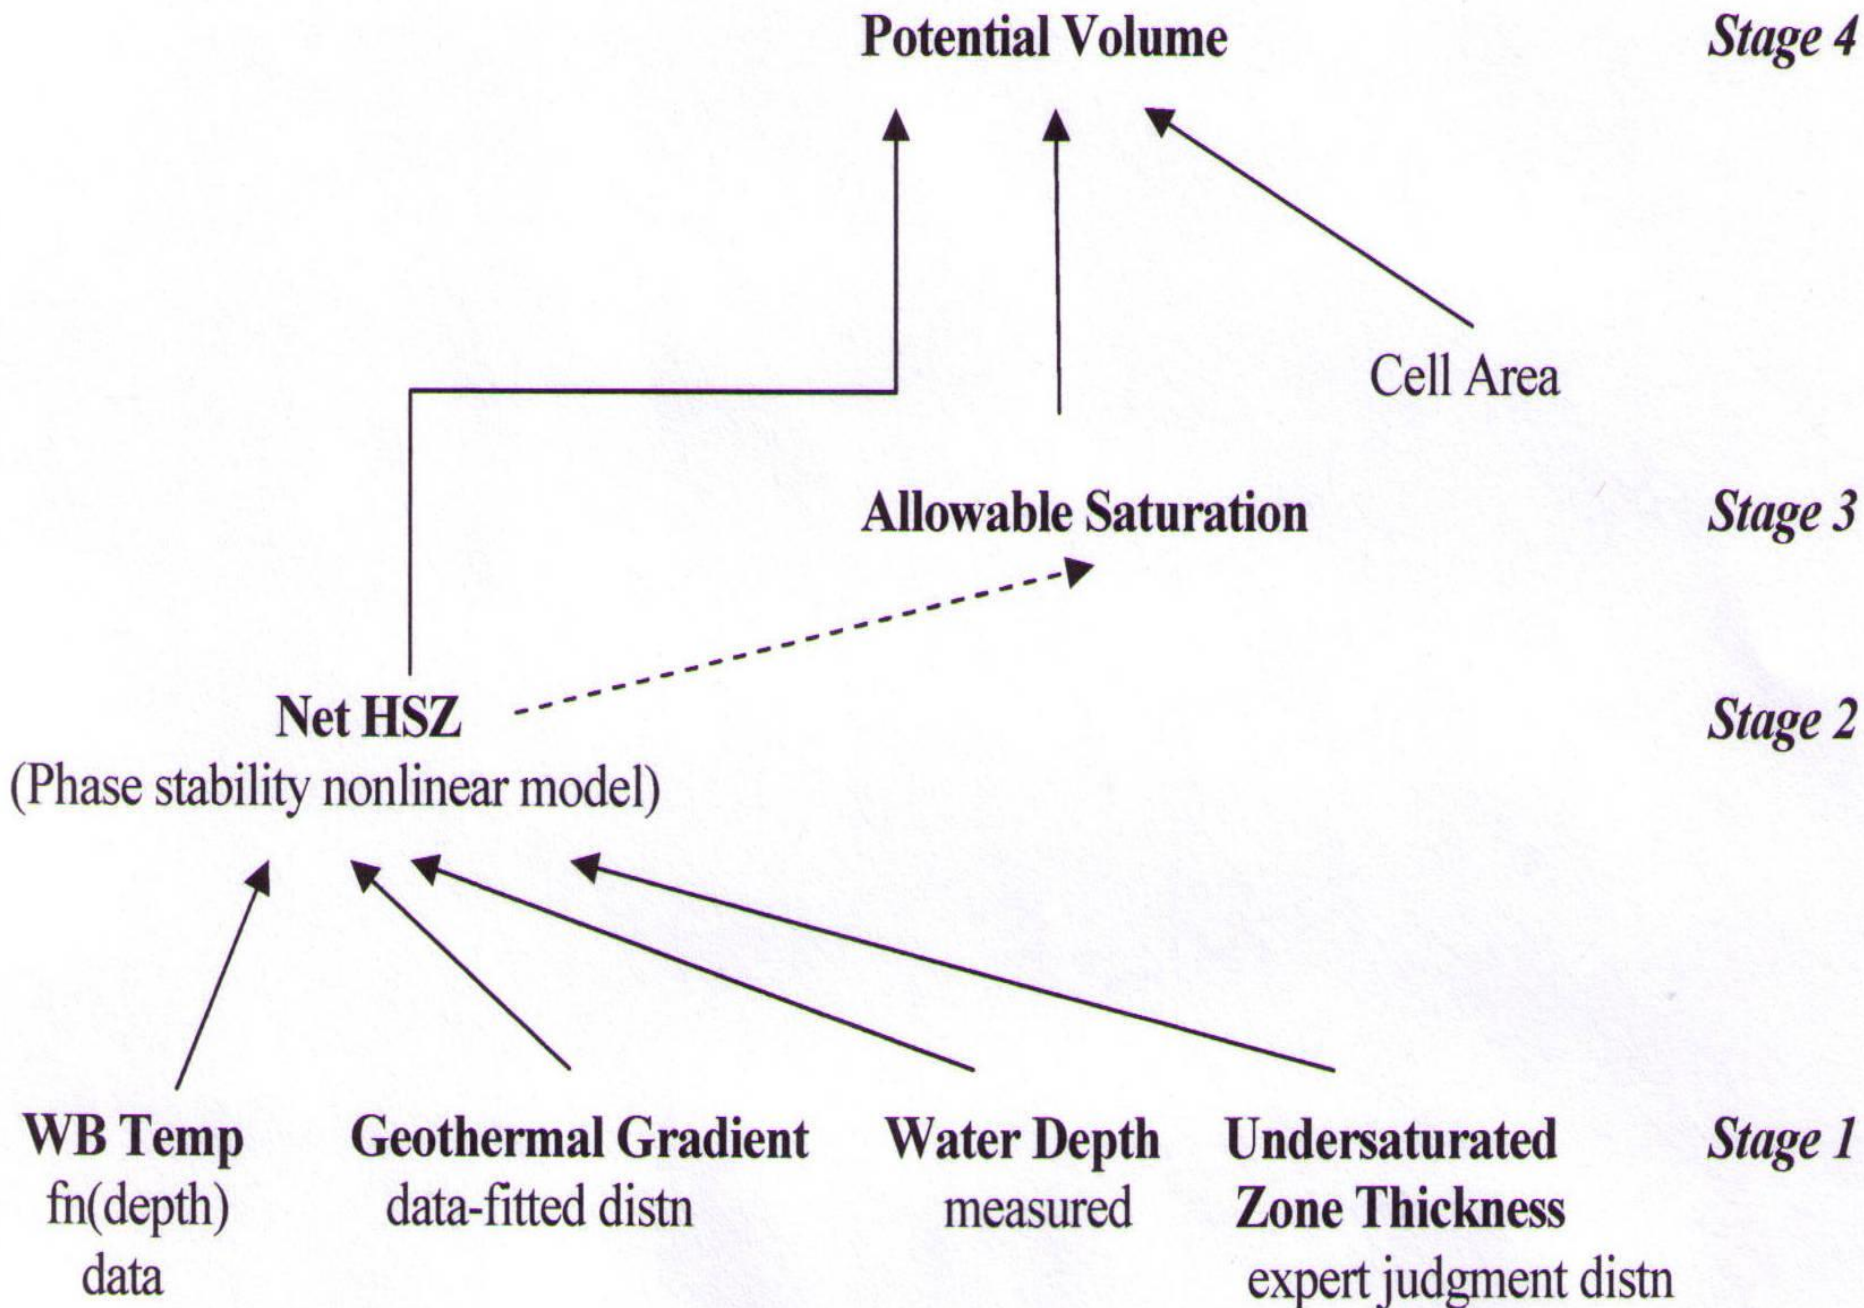 Potential Volume
Stage 4
Cell Area
Allowable Saturation
Stage 3
Net HSZ
Stage 2
(Phase stability nonlinear model)
WB Temp
fn(depth)
data
Geothermal Gradient
data-fitted distn
Water Depth
measured
Undersaturated
Zone Thickness
expert judgment distn
Stage 1